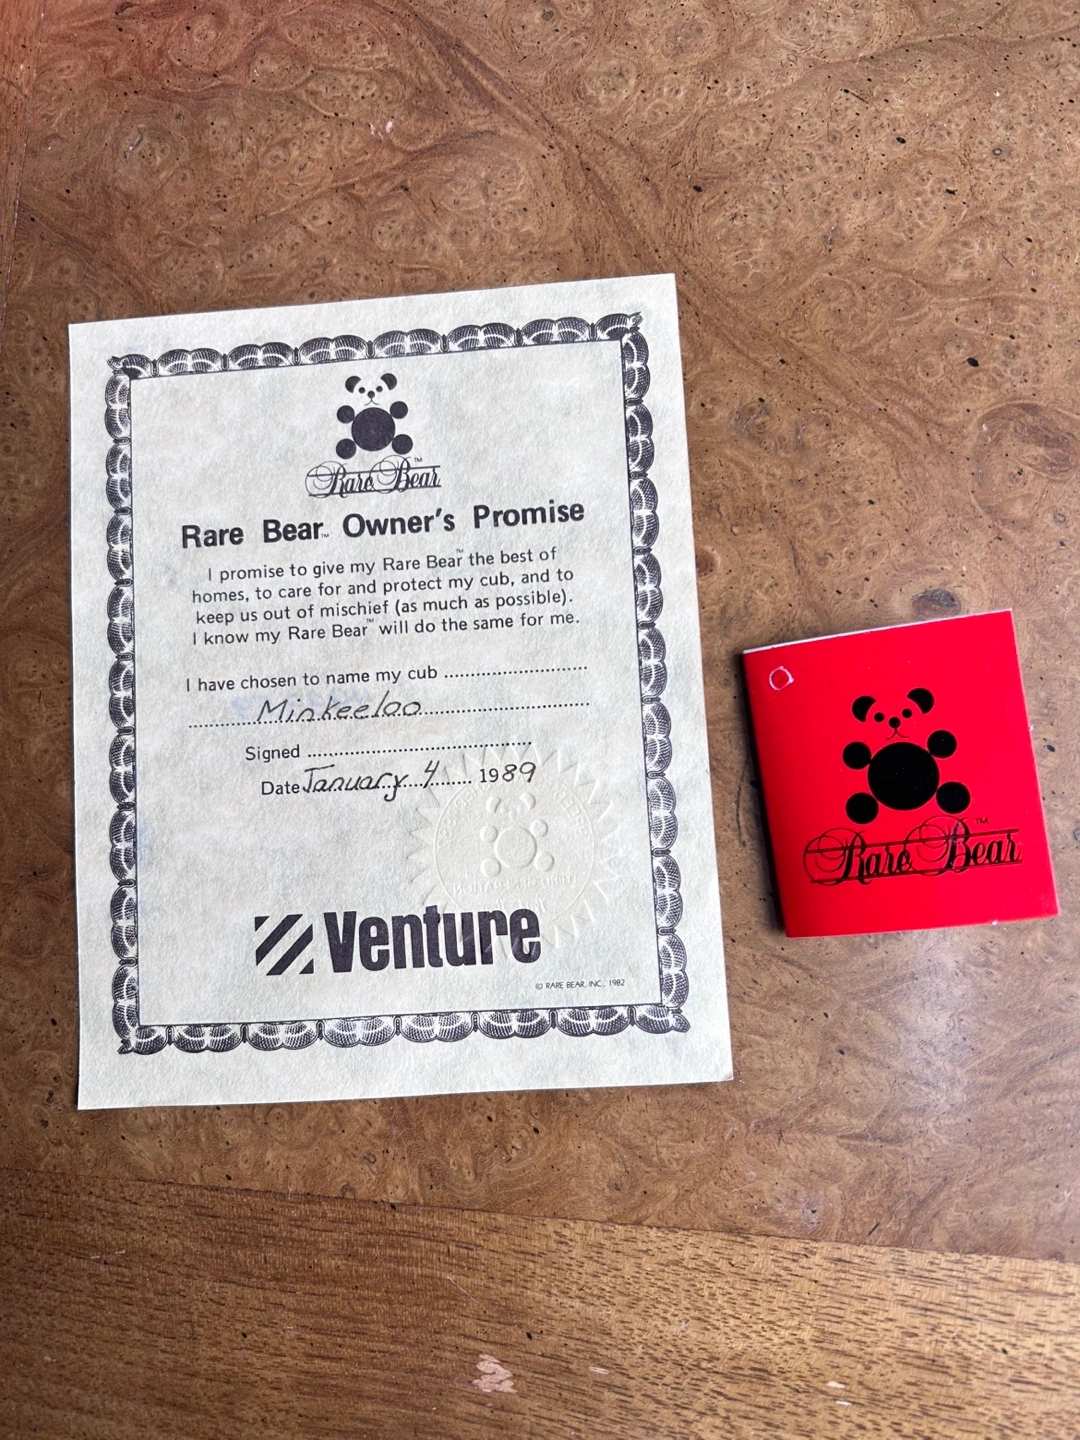 Rare Bear™
Rare Bear™ Owner's Promise
I promise to give my Rare Bear™ the best of
homes, to care for and protect my cub, and to
keep us out of mischief (as much as possible).
I know my Rare Bear™ will do the same for me.
I have chosen to name my cub ........................
Minkeeloo
Signed ........................................
Date January 4 ........ 1989
Venture
© RARE BEAR, INC., 1982
Rare Bear™